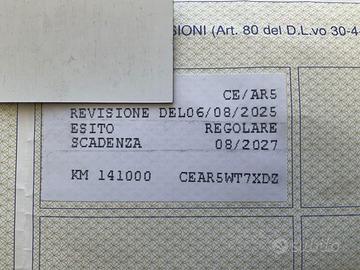 SIONI (Art. 80 del D.L.vo 30-4-
CE/AR5
REVISIONE DEL06/08/2025
ESITO REGOLARE
SCADENZA 08/2027
KM 141000 CEAR5WT7XDZ
subito